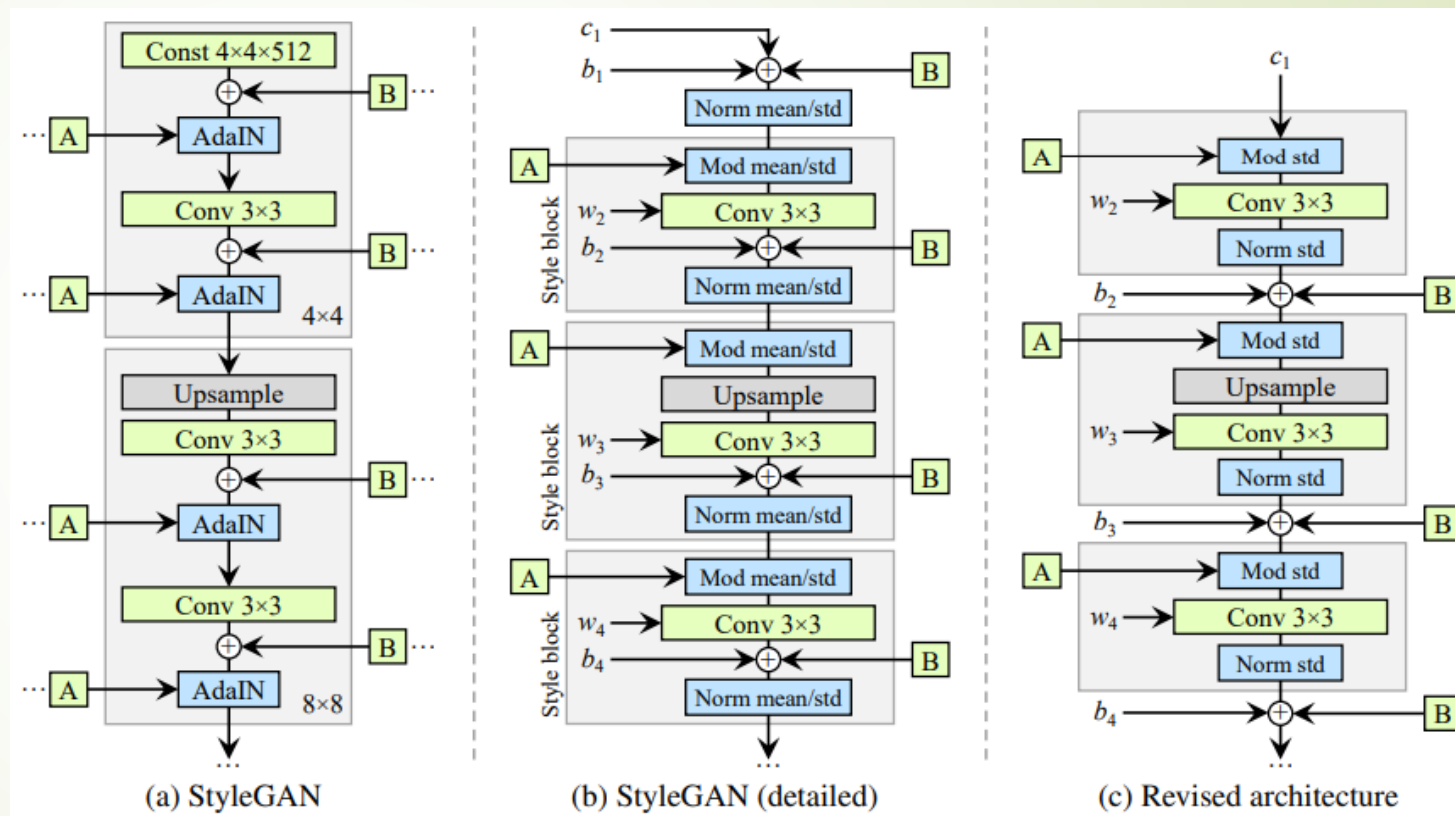 Const 4×4×512
+
B ...
... A
AdaIN
Conv 3×3
+
B ...
... A
AdaIN
4×4
Upsample
Conv 3×3
+
B ...
... A
AdaIN
Conv 3×3
+
B ...
... A
AdaIN
8×8
...
(a) StyleGAN
c1
b1
+
B
Norm mean/std
Style block
A
Mod mean/std
w2
Conv 3×3
b2
+
B
Norm mean/std
Style block
A
Mod mean/std
Upsample
w3
Conv 3×3
b3
+
B
Norm mean/std
Style block
A
Mod mean/std
w4
Conv 3×3
b4
+
B
Norm mean/std
...
(b) StyleGAN (detailed)
c1
A
Mod std
w2
Conv 3×3
Norm std
b2
+
B
A
Mod std
Upsample
w3
Conv 3×3
Norm std
b3
+
B
A
Mod std
w4
Conv 3×3
Norm std
b4
+
B
...
(c) Revised architecture